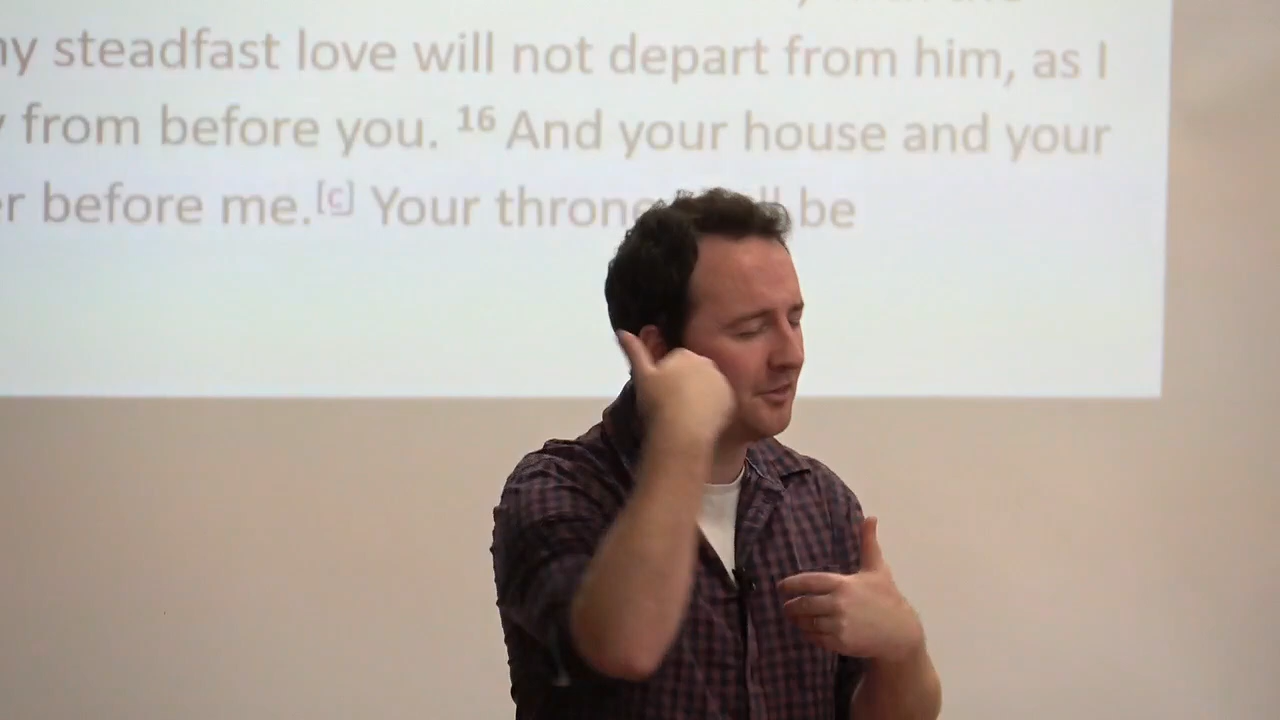 steadfast love will not depart from him, as I
from before you. 16 And your house and your
before me.[c] Your throne be